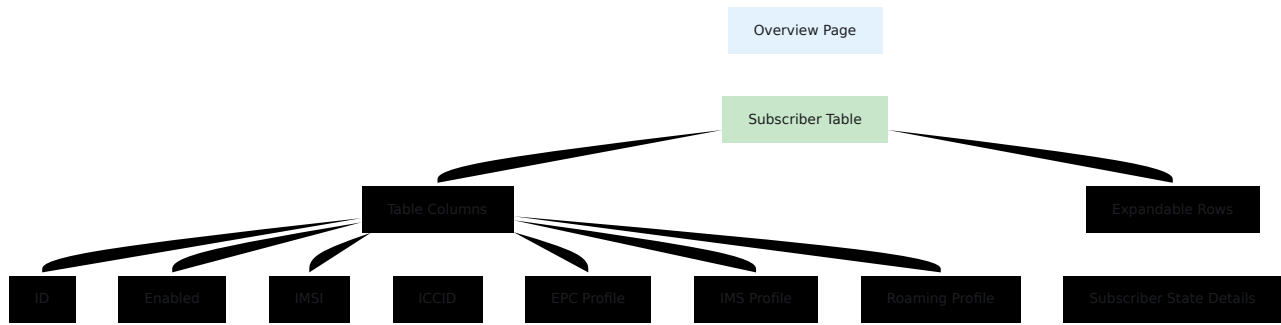 Overview Page
Subscriber Table
Table Columns
Expandable Rows
ID
Enabled
IMSI
ICCID
EPC Profile
IMS Profile
Roaming Profile
Subscriber State Details